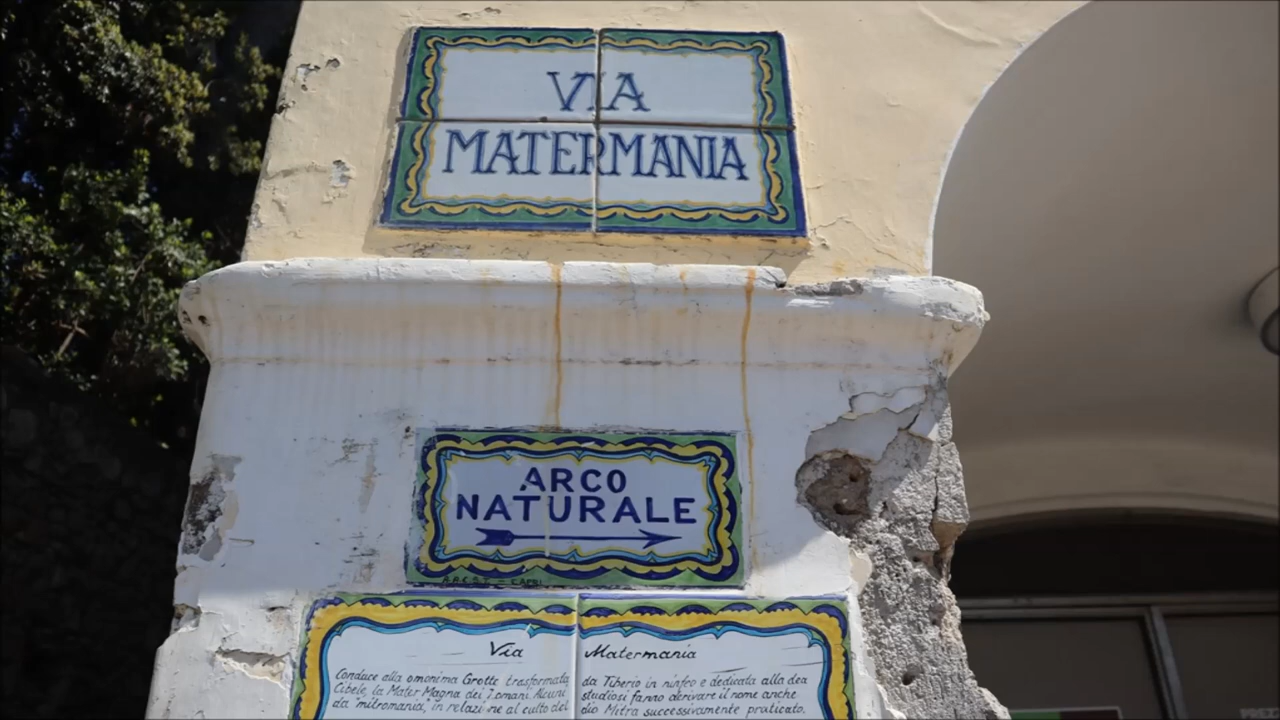 VIA
MATERMANIA
ARCO
NATURALE
A.A.C.S.T. - CAPRI
Via Matermania
Conduce alla omonima Grotta trasformata da Tiberio in ninfeo e dedicata alla dea
Cibele, la Mater Magna dei Romani. Alcuni studiosi fanno derivare il nome anche
da mitromania, in relazione al culto del dio Metra successivamente praticato.